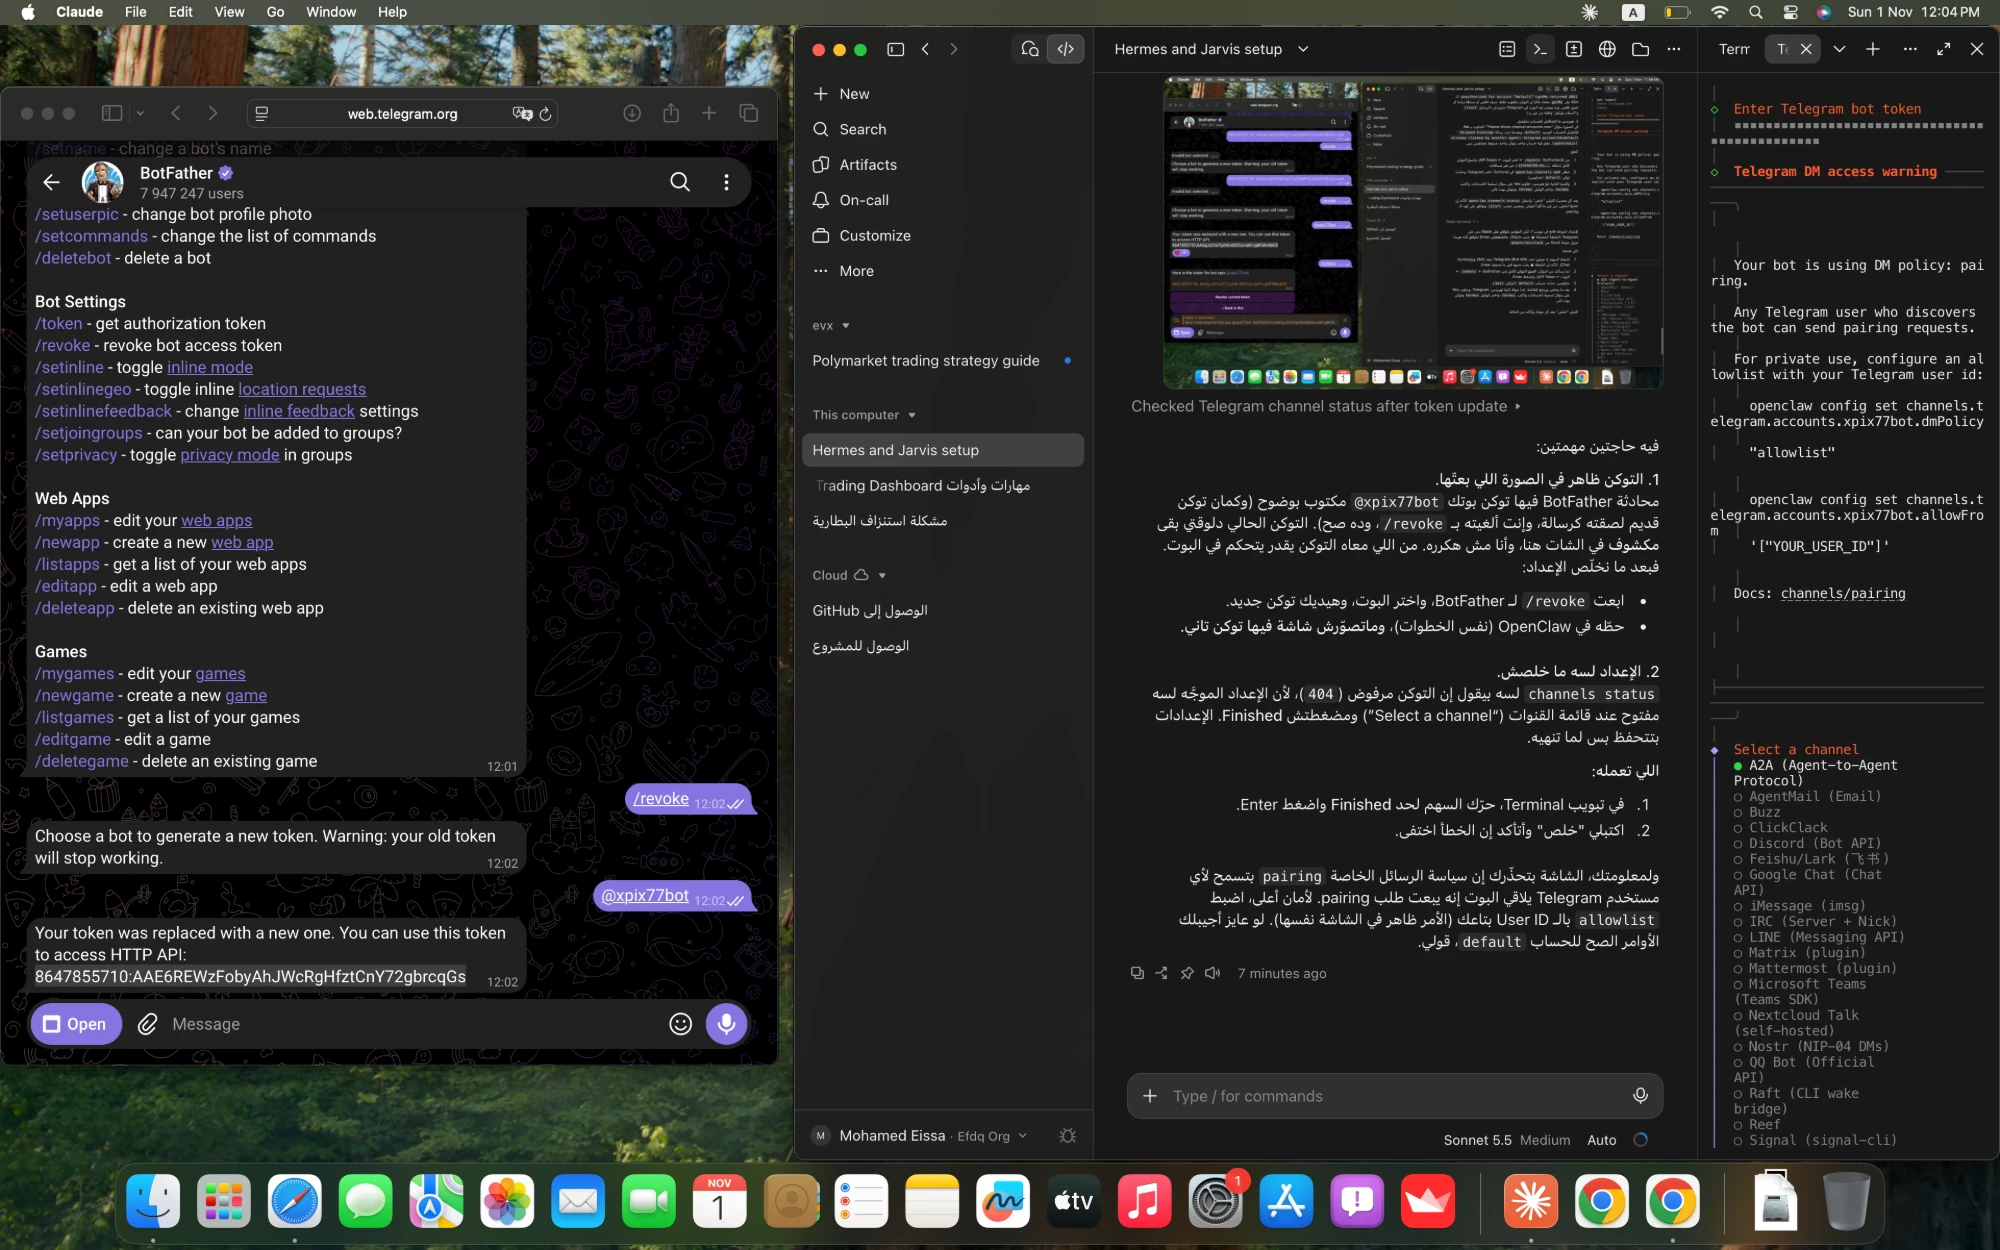 Claude File Edit View Go Window Help
A Sun 1 Nov 12:04 PM
web.telegram.org
/setname - change a bot's name
BotFather
7 947 247 users
/setuserpic - change bot profile photo
/setcommands - change the list of commands
/deletebot - delete a bot
Bot Settings
/token - get authorization token
/revoke - revoke bot access token
/setinline - toggle inline mode
/setinlinegeo - toggle inline location requests
/setinlinefeedback - change inline feedback settings
/setjoingroups - can your bot be added to groups?
/setprivacy - toggle privacy mode in groups
Web Apps
/myapps - edit your web apps
/newapp - create a new web app
/listapps - get a list of your web apps
/editapp - edit a web app
/deleteapp - delete an existing web app
Games
/mygames - edit your games
/newgame - create a new game
/listgames - get a list of your games
/editgame - edit a game
/deletegame - delete an existing game
12:01
/revoke 12:02
Choose a bot to generate a new token. Warning: your old token
will stop working.
12:02
@xpix77bot 12:02
Your token was replaced with a new one. You can use this token
to access HTTP API:
8647855710:AAE6REWzFobyAhJWcRgHfztCnY72gbrcqGs
12:02
Open
Message
New
Search
Artifacts
On-call
Customize
More
evx
Polymarket trading strategy guide
This computer
Hermes and Jarvis setup
مهارات وأدوات Trading Dashboard
مشكلة استنزاف البطارية
Cloud
الوصول إلى GitHub
الوصول للمشروع
M Mohamed Eissa · Efdq Org
Hermes and Jarvis setup
Checked Telegram channel status after token update
فيه حاجتين مهمتين:
1. التوكن ظاهر في الصورة اللي بعتّها.
محادثة BotFather فيها توكن بوتك @xpix77bot مكتوب بوضوح (وكمان توكن
قديم لصقته كرسالة، وإنت ألغيته بـ /revoke، وده صح). التوكن الحالي دلوقتي بقى
مكشوف في الشات هنا، وأنا مش هكرره. من اللي معاه التوكن يقدر يتحكم في البوت.
فبعد ما نخلّص الإعداد:
• ابعت /revoke لـ BotFather، واختر البوت، وهيديك توكن جديد.
• حطّه في OpenClaw (نفس الخطوات)، وماتصوّرش شاشة فيها توكن تاني.
2. الإعداد لسه ما خلصش.
channels status لسه بيقول إن التوكن مرفوض (404)، لأن الإعداد الموجَّه لسه
مفتوح عند قائمة القنوات ("Select a channel") ومضغطتش Finished. الإعدادات
بتتحفظ بس لما تنهيه.
اللي تعمله:
1. في تبويب Terminal، حرّك السهم لحد Finished واضغط Enter.
2. اكتبلي "خلص" وأتأكد إن الخطأ اختفى.
ولمعلومتك، الشاشة بتحذّرك إن سياسة الرسائل الخاصة pairing بتسمح لأي
مستخدم Telegram يلاقي البوت إنه يبعت طلب pairing. لأمان أعلى، اضبط
allowlist بالـ User ID بتاعك (الأمر ظاهر في الشاشة نفسها). لو عايز أجيبلك
الأوامر الصح للحساب default، قولي.
7 minutes ago
Type / for commands
Sonnet 5.5 Medium Auto
Term
Enter Telegram bot token
Telegram DM access warning
Your bot is using DM policy: pai
ring.
Any Telegram user who discovers
the bot can send pairing requests.
For private use, configure an al
lowlist with your Telegram user id:
openclaw config set channels.t
elegram.accounts.xpix77bot.dmPolicy
"allowlist"
openclaw config set channels.t
elegram.accounts.xpix77bot.allowFro
m
'["YOUR_USER_ID"]'
Docs: channels/pairing
Select a channel
A2A (Agent-to-Agent
Protocol)
AgentMail (Email)
Buzz
ClickClack
Discord (Bot API)
Feishu/Lark (飞书)
Google Chat (Chat
API)
iMessage (imsg)
IRC (Server + Nick)
LINE (Messaging API)
Matrix (plugin)
Mattermost (plugin)
Microsoft Teams
(Teams SDK)
Nextcloud Talk
(self-hosted)
Nostr (NIP-04 DMs)
QQ Bot (Official
API)
Raft (CLI wake
bridge)
Reef
Signal (signal-cli)
NOV
1
tv
1